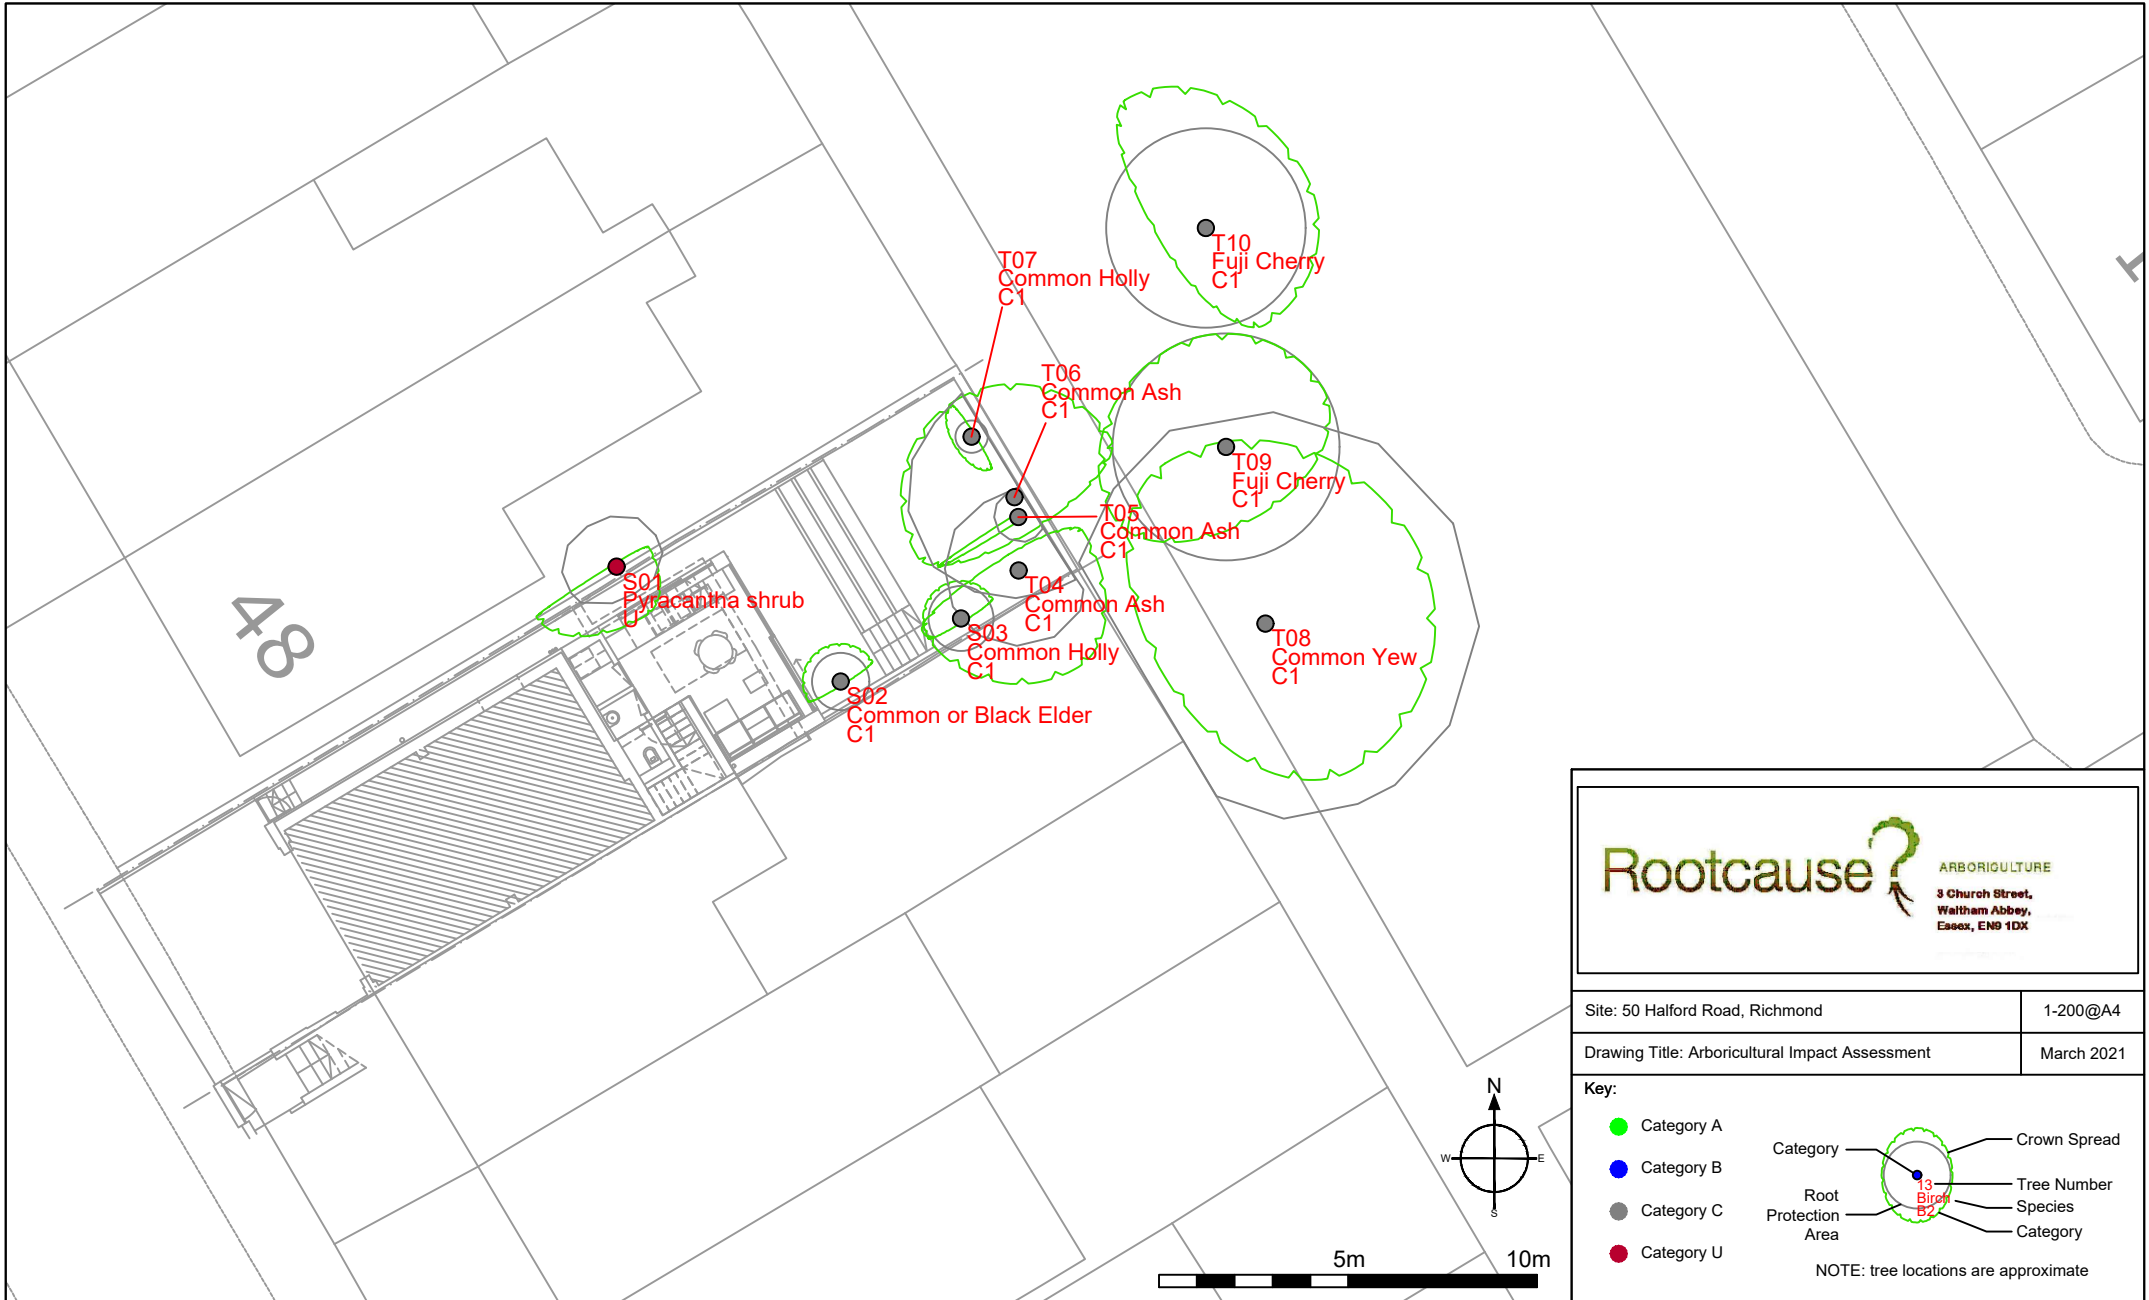 T10
Fuji Cherry
C1
T07
Common Holly
C1
T06
Common Ash
C1
T09
Fuji Cherry
C1
T05
Common Ash
C1
S01
Pyracantha shrub
U
T04
Common Ash
C1
S03
Common Holly
C1
T08
Common Yew
C1
S02
Common or Black Elder
C1
48
1
Rootcause
ARBORICULTURE
3 Church Street,
Waltham Abbey,
Essex, EN9 1DX
Site: 50 Halford Road, Richmond
1-200@A4
Drawing Title: Arboricultural Impact Assessment
March 2021
Key:
Category A
Category B
Category C
Category U
Category
Root
Protection
Area
13
Birch
B2
Crown Spread
Tree Number
Species
Category
NOTE: tree locations are approximate
N
W
E
S
5m
10m